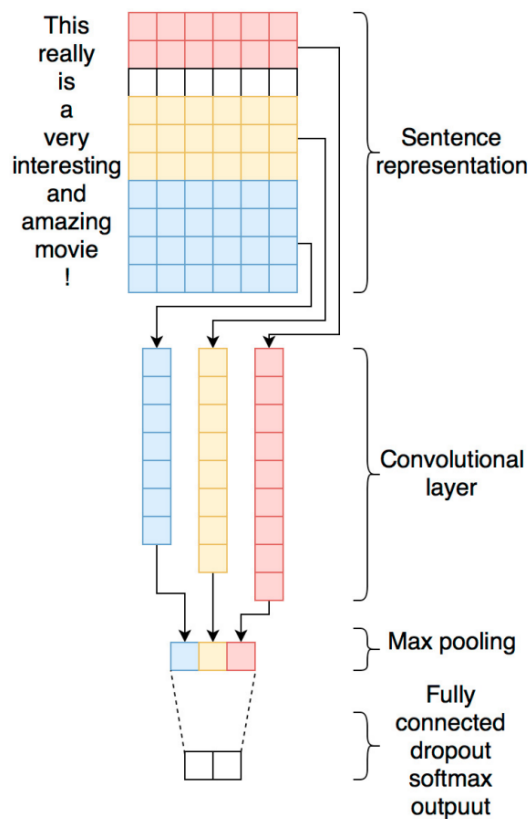 This
really
is
a
very
interesting
and
amazing
movie
!
Sentence
representation
Convolutional
layer
Max pooling
Fully
connected
dropout
softmax
outpuut